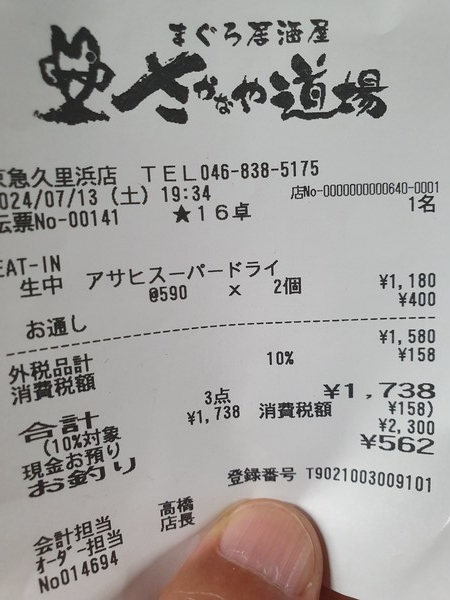 まぐろ居酒屋
さかなや道場
京急久里浜店 TEL046-838-5175
2024/07/13(土)19:34 店No-0000000000640-0001
伝票No-00141 ★16卓 1名
EAT-IN
生中 アサヒスーパードライ
@590 x 2個 ¥1,180
お通し ¥400
外税品計 ¥1,580
消費税額 10% ¥158
合計 3点 ¥1,738
(10%対象 ¥1,738 消費税額 ¥158)
現金お預り ¥2,300
お釣り ¥562
登録番号 T9021003009101
会計担当 高橋
オーダー担当 店長
No014694